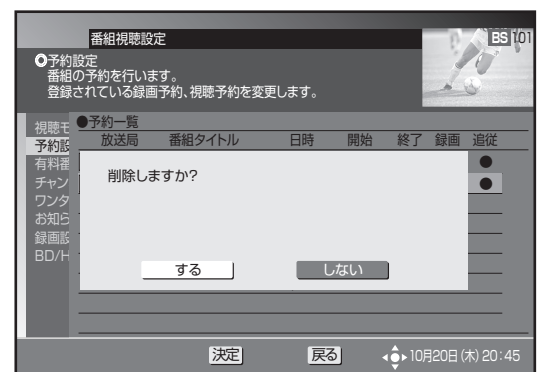 番組視聴設定
BS 101
予約設定
番組の予約を行います。
登録されている録画予約、視聴予約を変更します。
視聴モ
予約設
有料番
チャン
ワンタ
お知ら
録画設
BD/H
●予約一覧
放送局 番組タイトル 日時 開始 終了 録画 追従
●
●
削除しますか?
する しない
決定 戻る 10月20日(木) 20:45